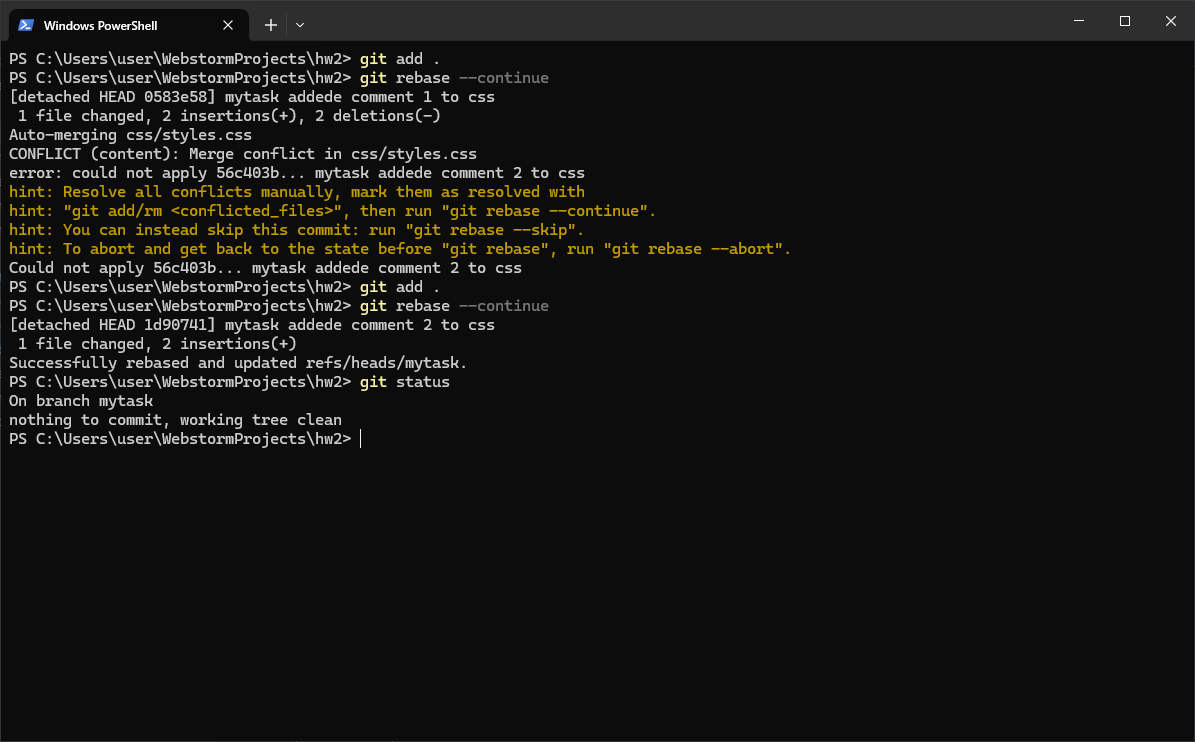 Windows PowerShell
PS C:\Users\user\WebstormProjects\hw2> git add .
PS C:\Users\user\WebstormProjects\hw2> git rebase --continue
[detached HEAD 0583e58] mytask addede comment 1 to css
 1 file changed, 2 insertions(+), 2 deletions(-)
Auto-merging css/styles.css
CONFLICT (content): Merge conflict in css/styles.css
error: could not apply 56c403b... mytask addede comment 2 to css
hint: Resolve all conflicts manually, mark them as resolved with
hint: "git add/rm <conflicted_files>", then run "git rebase --continue".
hint: You can instead skip this commit: run "git rebase --skip".
hint: To abort and get back to the state before "git rebase", run "git rebase --abort".
Could not apply 56c403b... mytask addede comment 2 to css
PS C:\Users\user\WebstormProjects\hw2> git add .
PS C:\Users\user\WebstormProjects\hw2> git rebase --continue
[detached HEAD 1d90741] mytask addede comment 2 to css
 1 file changed, 2 insertions(+)
Successfully rebased and updated refs/heads/mytask.
PS C:\Users\user\WebstormProjects\hw2> git status
On branch mytask
nothing to commit, working tree clean
PS C:\Users\user\WebstormProjects\hw2>